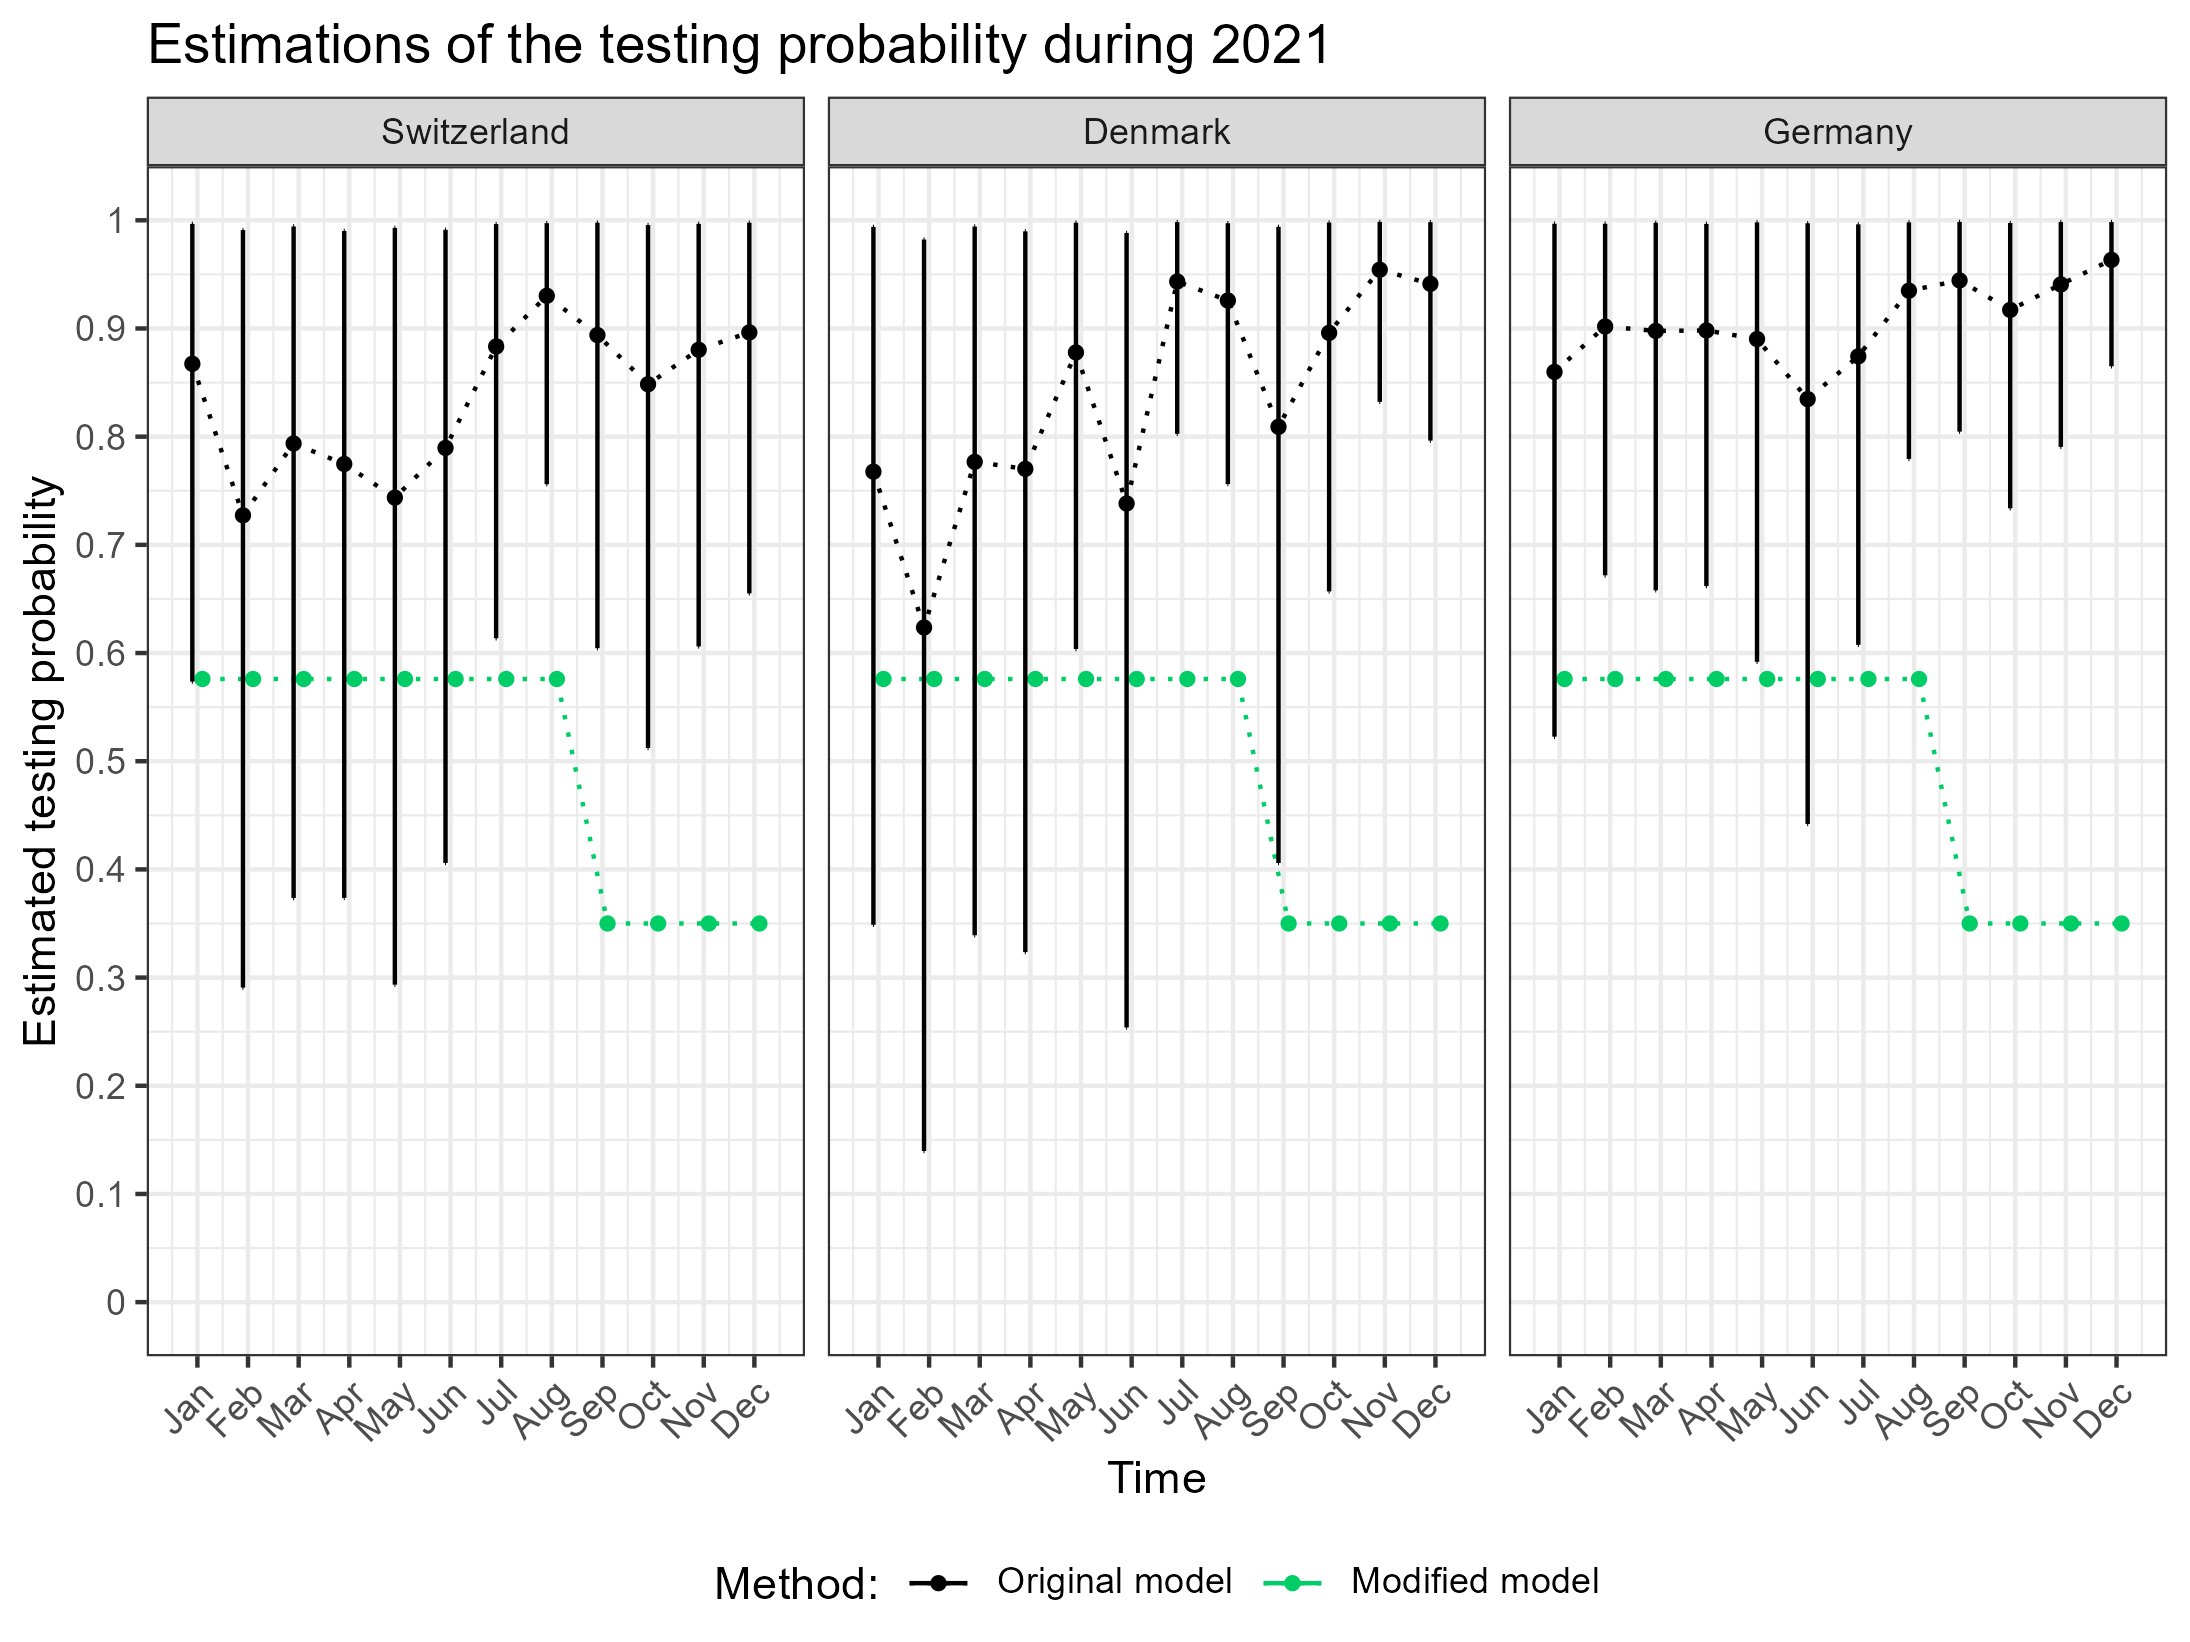 Estimations of the testing probability during 2021
Switzerland
Denmark
Germany
Estimated testing probability
1
0.9
0.8
0.7
0.6
0.5
0.4
0.3
0.2
0.1
0
Jan Feb Mar Apr May Jun Jul Aug Sep Oct Nov Dec
Jan Feb Mar Apr May Jun Jul Aug Sep Oct Nov Dec
Jan Feb Mar Apr May Jun Jul Aug Sep Oct Nov Dec
Time
Method: Original model Modified model